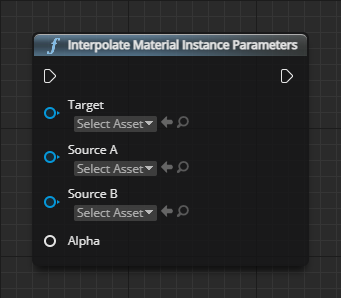 f Interpolate Material Instance Parameters
Target
Select Asset
Source A
Select Asset
Source B
Select Asset
Alpha